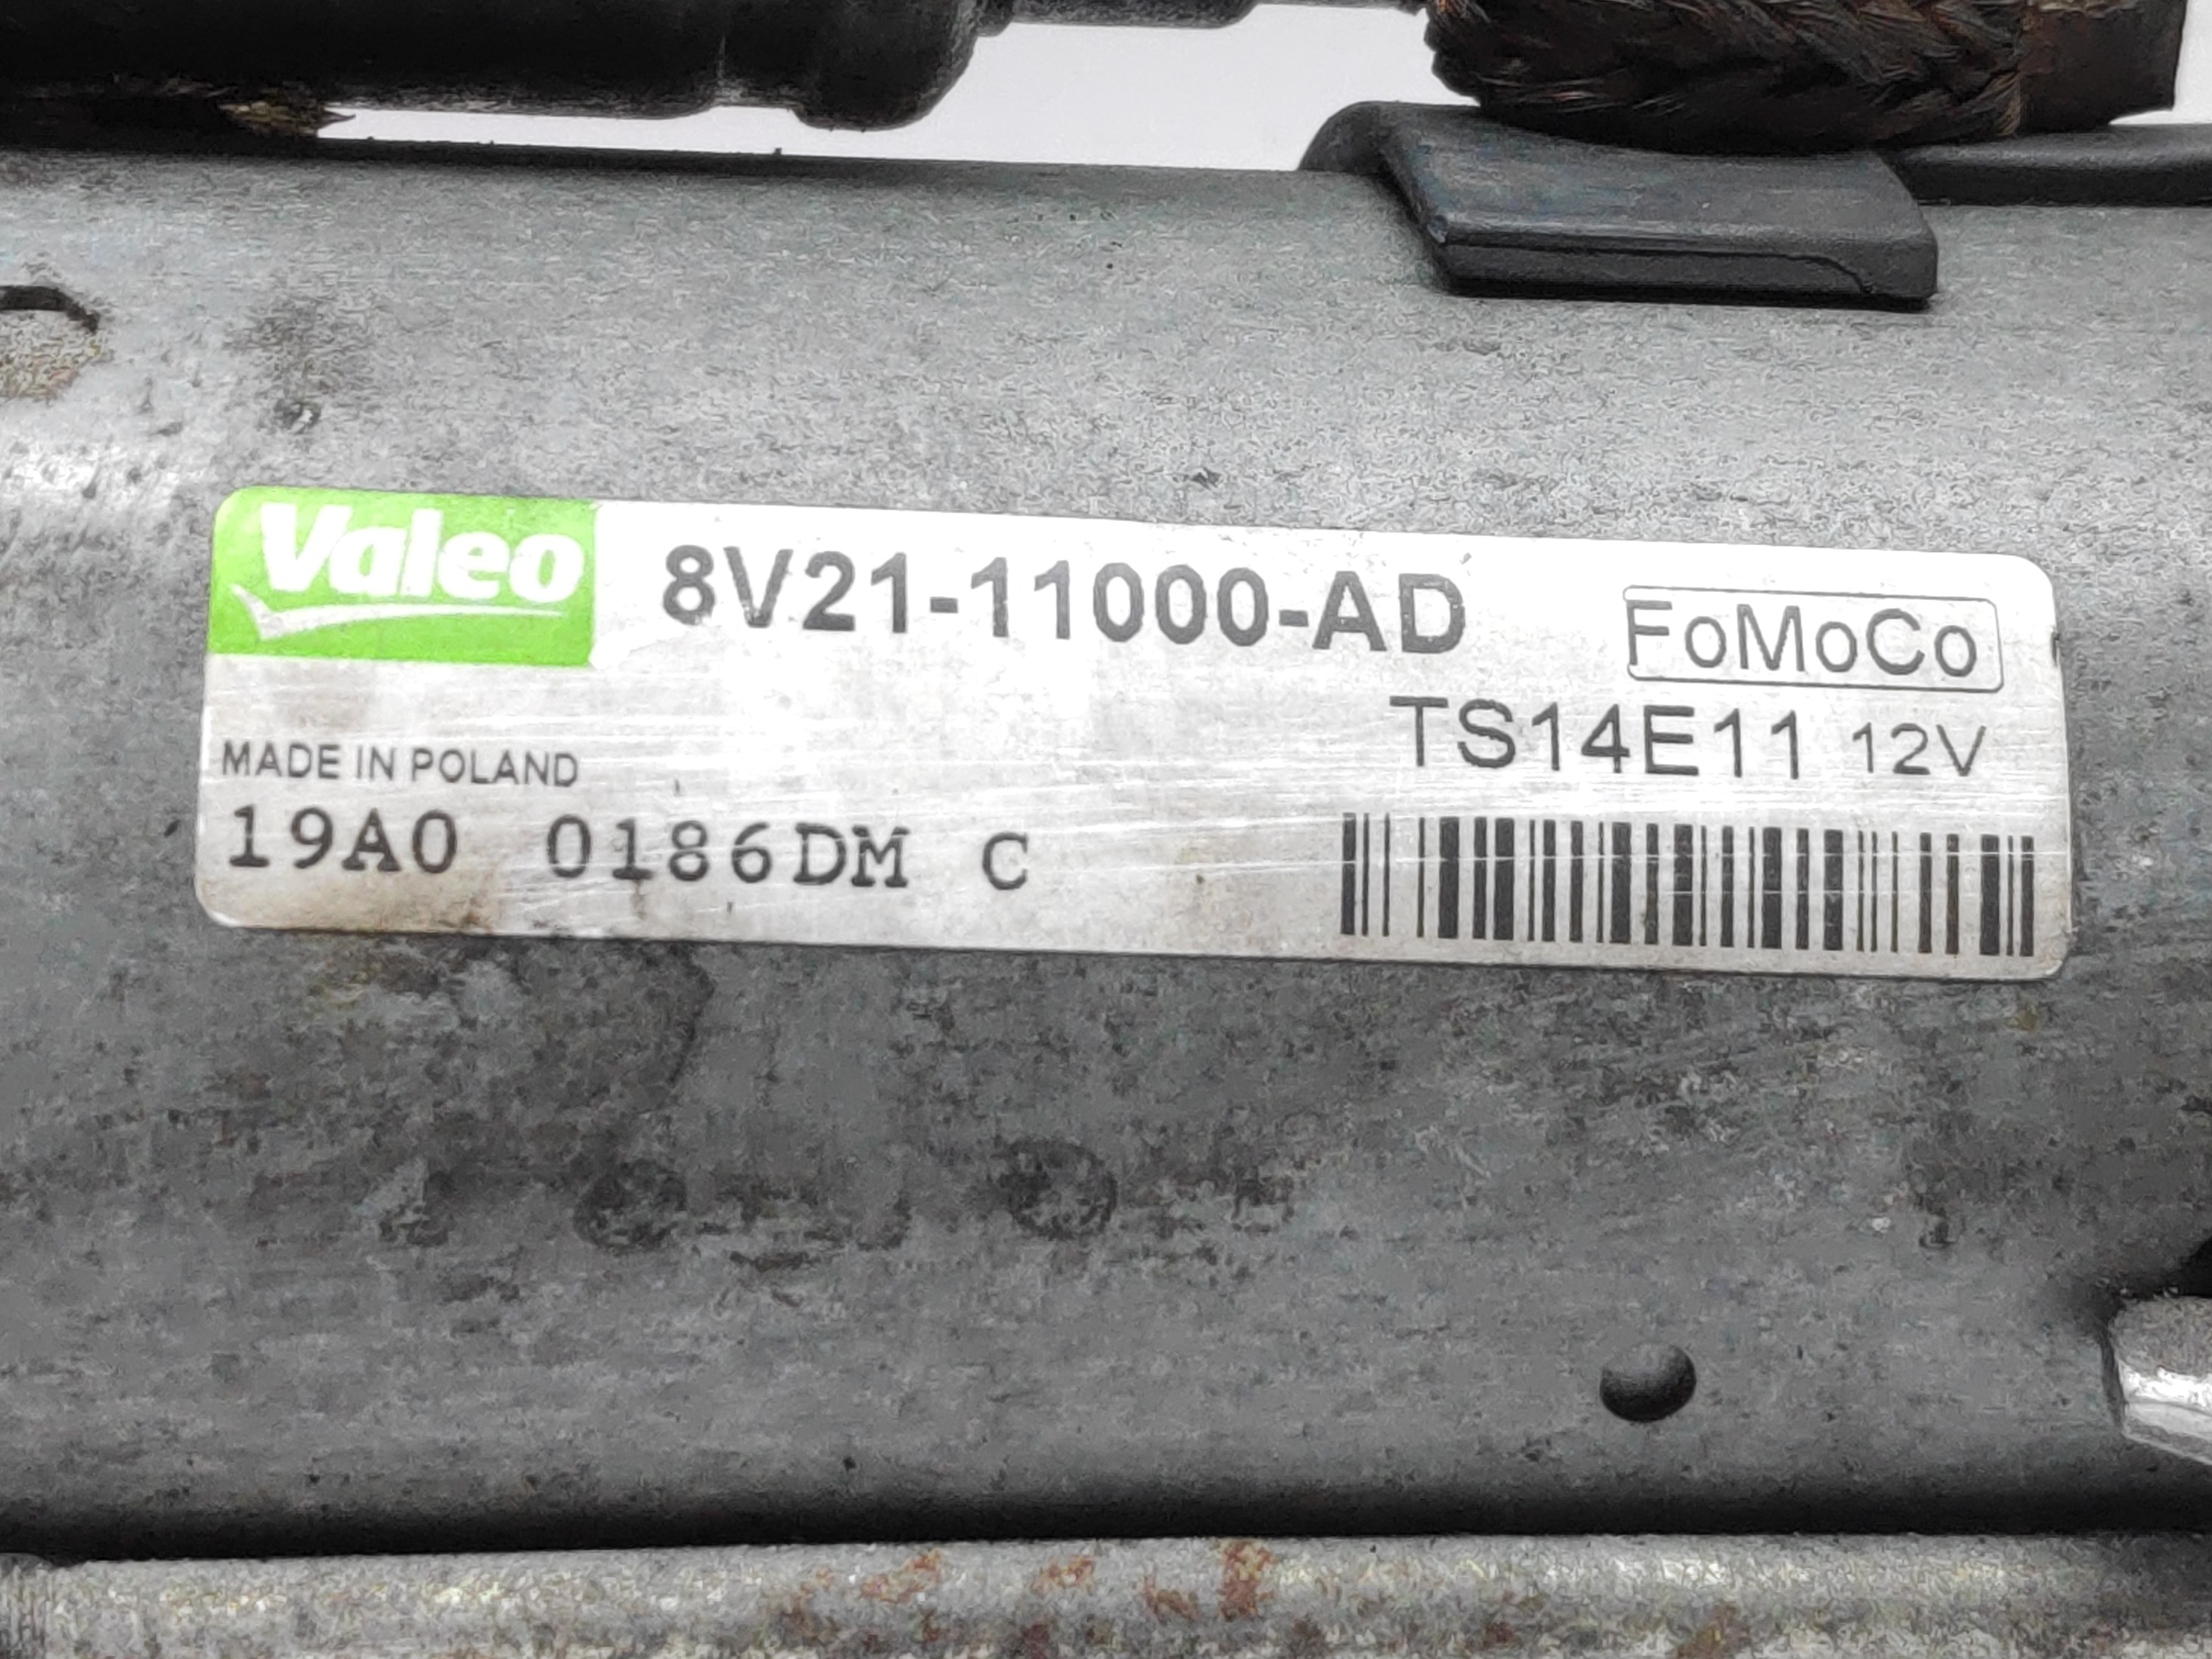 Valeo
8V21-11000-AD
FoMoCo
TS14E11 12V
MADE IN POLAND
19A0 0186DM C